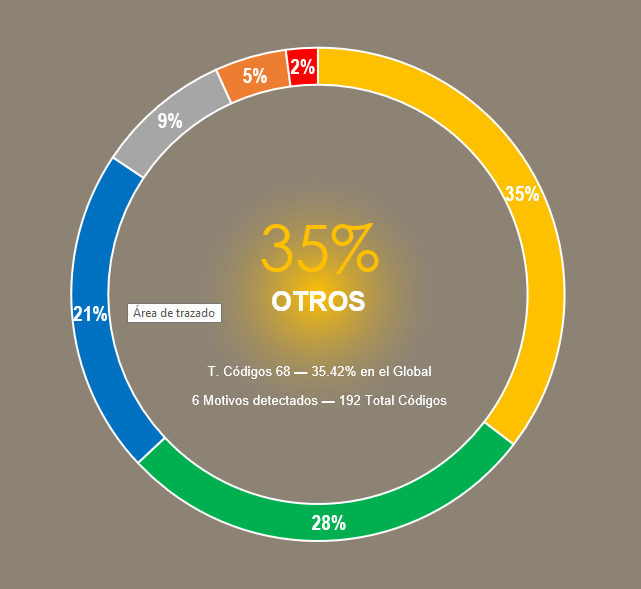 2%
5%
9%
35%
35%
OTROS
21%
Área de trazado
T. Códigos 68 — 35.42% en el Global
6 Motivos detectados — 192 Total Códigos
28%